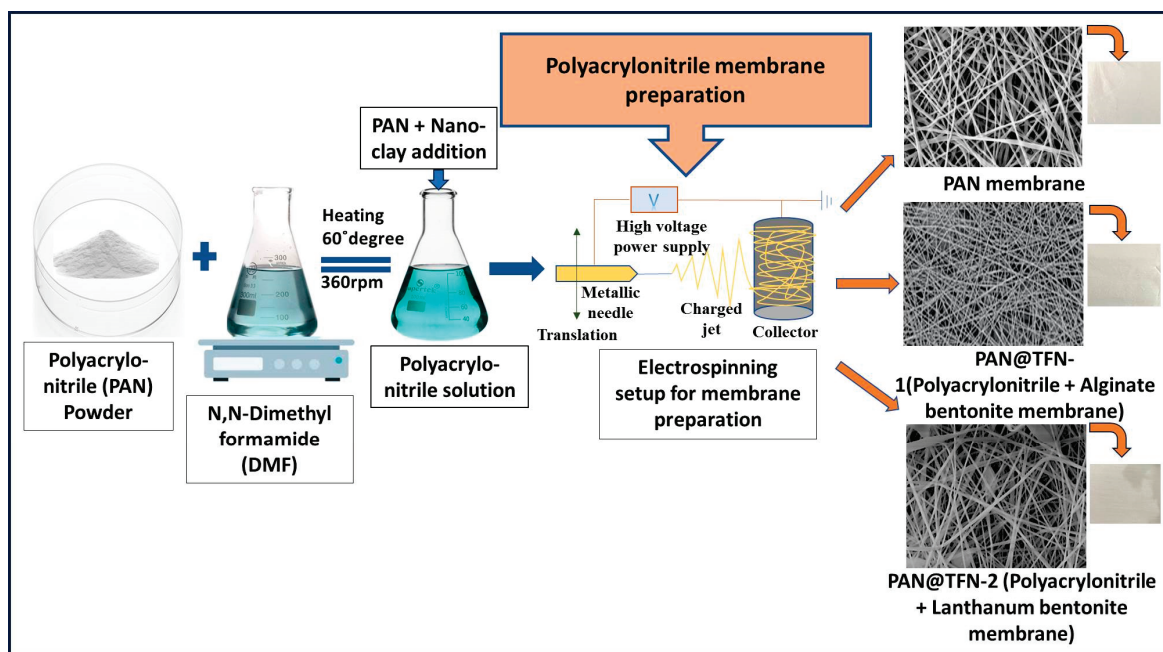 Polyacrylonitrile membrane
preparation
PAN + Nano-
clay addition
Heating
60°degree
360rpm
Polyacrylo-
nitrile (PAN)
Powder
N,N-Dimethyl
formamide
(DMF)
300
200
100
Polyacrylo-
nitrile solution
V
High voltage
power supply
Metallic
needle
Translation
Charged
jet
Collector
Electrospinning
setup for membrane
preparation
PAN membrane
PAN@TFN-
1(Polyacrylonitrile + Alginate
bentonite membrane)
PAN@TFN-2 (Polyacrylonitrile
+ Lanthanum bentonite
membrane)